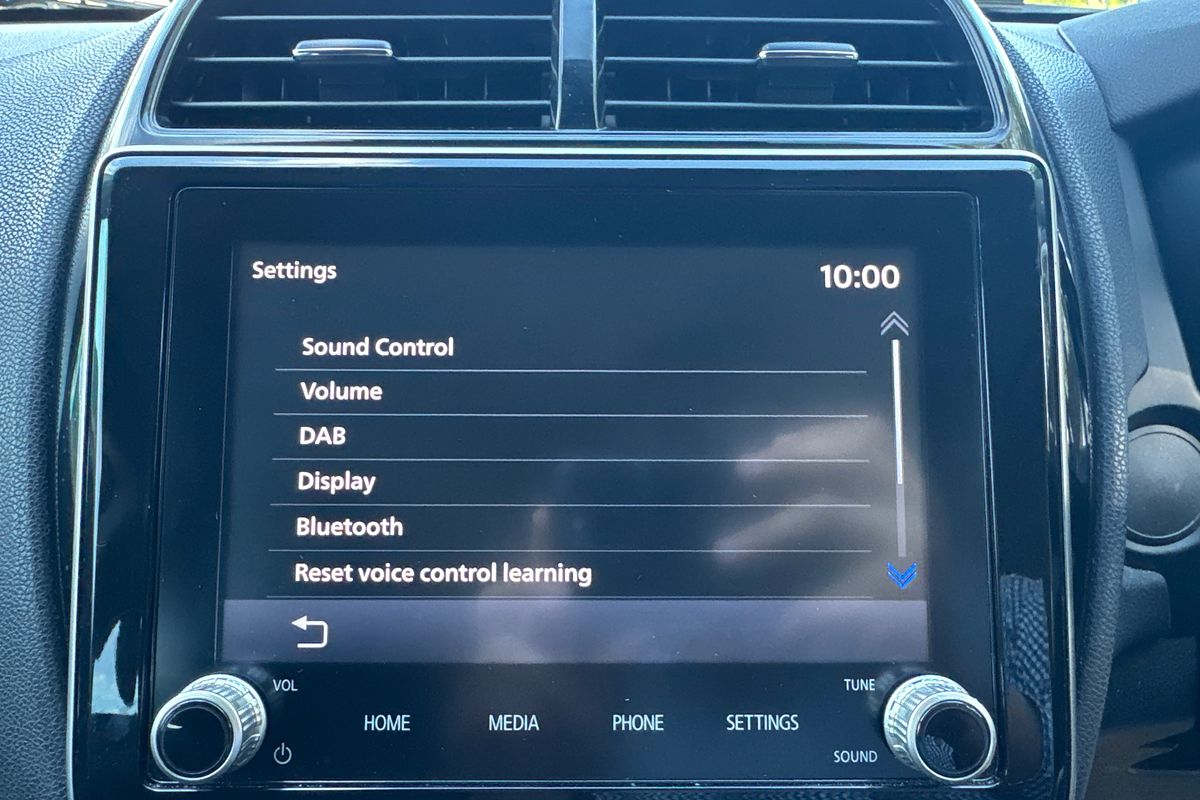 Settings
10:00
Sound Control
Volume
DAB
Display
Bluetooth
Reset voice control learning
VOL
TUNE
HOME
MEDIA
PHONE
SETTINGS
SOUND